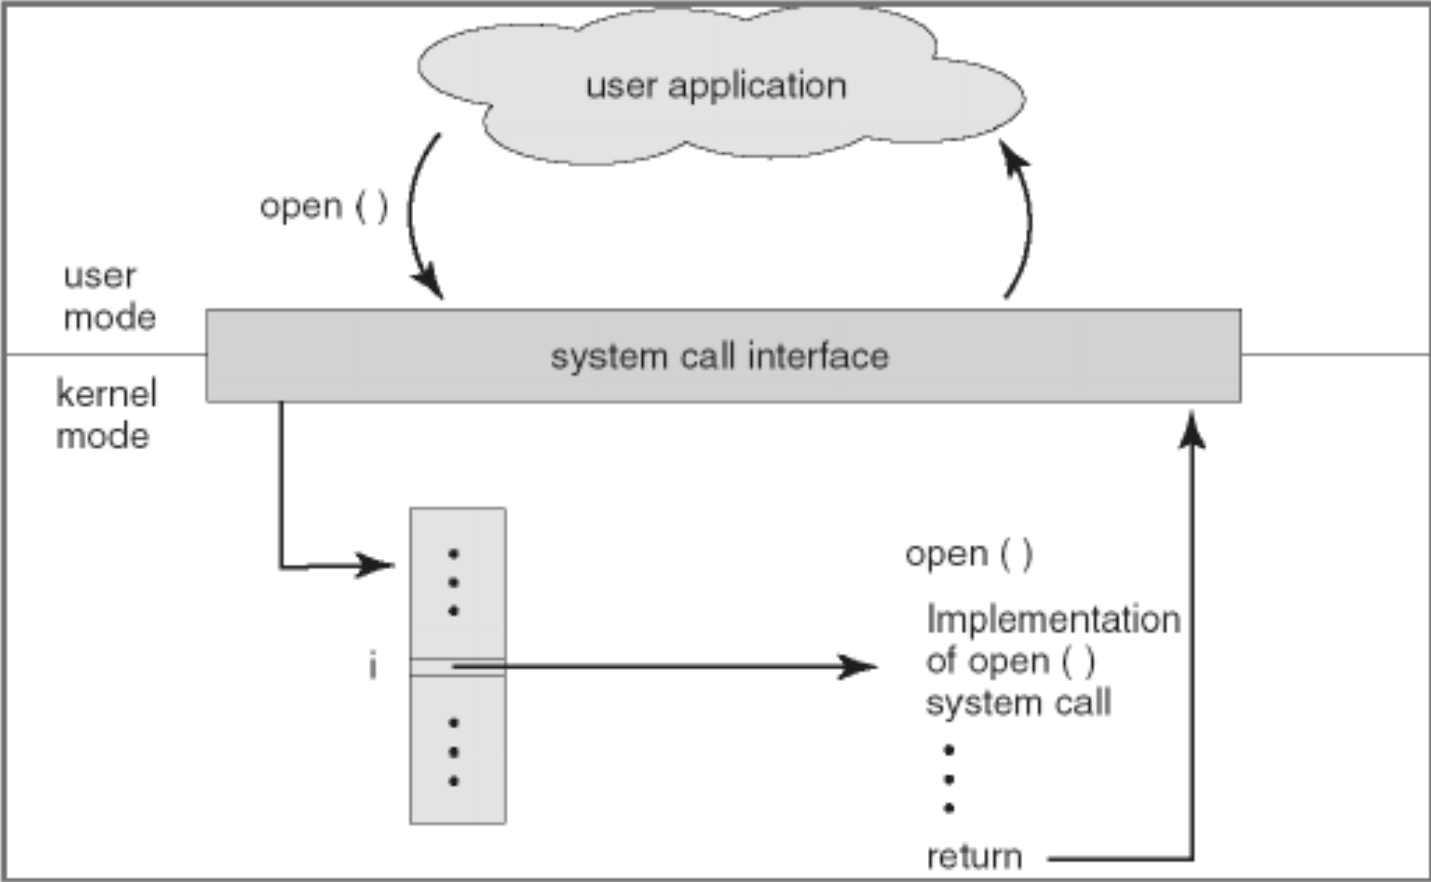 user application
open ( )
user
mode
system call interface
kernel
mode
open ( )
Implementation
of open ( )
system call
i
return